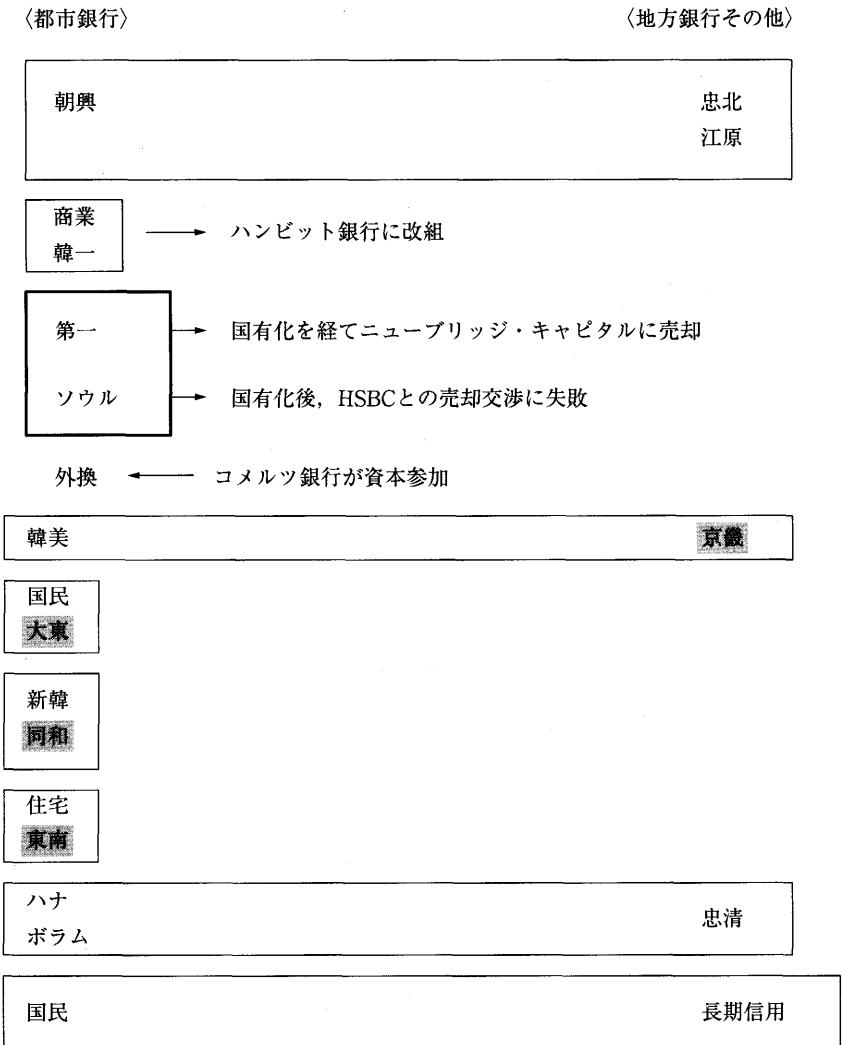 〈都市銀行〉 〈地方銀行その他〉
朝興 忠北
江原
商業
韓一
→ ハンビット銀行に改組
第一 → 国有化を経てニューブリッジ・キャピタルに売却
ソウル → 国有化後，HSBCとの売却交渉に失敗
外換 ← コメルツ銀行が資本参加
韓美 京畿
国民
大東
新韓
同和
住宅
東南
ハナ
ボラム
忠清
国民 長期信用